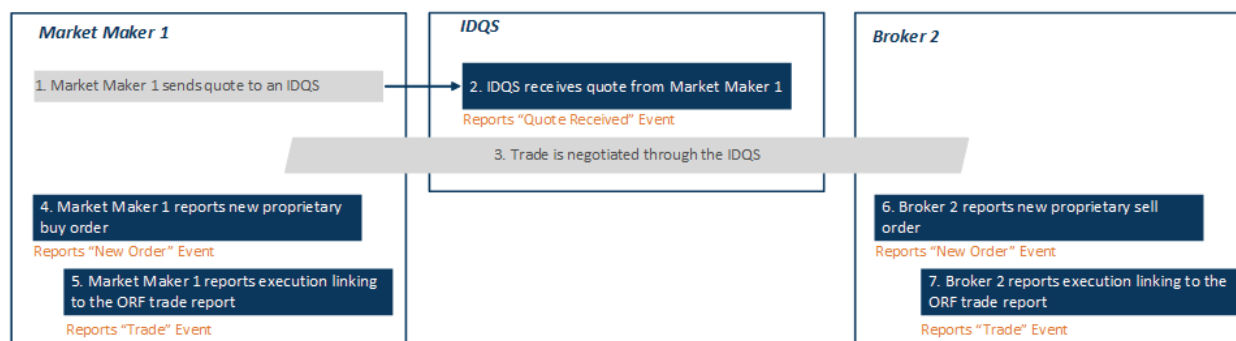 Market Maker 1
1. Market Maker 1 sends quote to an IDQS
IDQS
2. IDQS receives quote from Market Maker 1
Reports “Quote Received” Event
Broker 2
3. Trade is negotiated through the IDQS
4. Market Maker 1 reports new proprietary
buy order
Reports “New Order” Event
5. Market Maker 1 reports execution linking
to the ORF trade report
Reports “Trade” Event
6. Broker 2 reports new proprietary sell
order
Reports “New Order” Event
7. Broker 2 reports execution linking to the
ORF trade report
Reports “Trade” Event